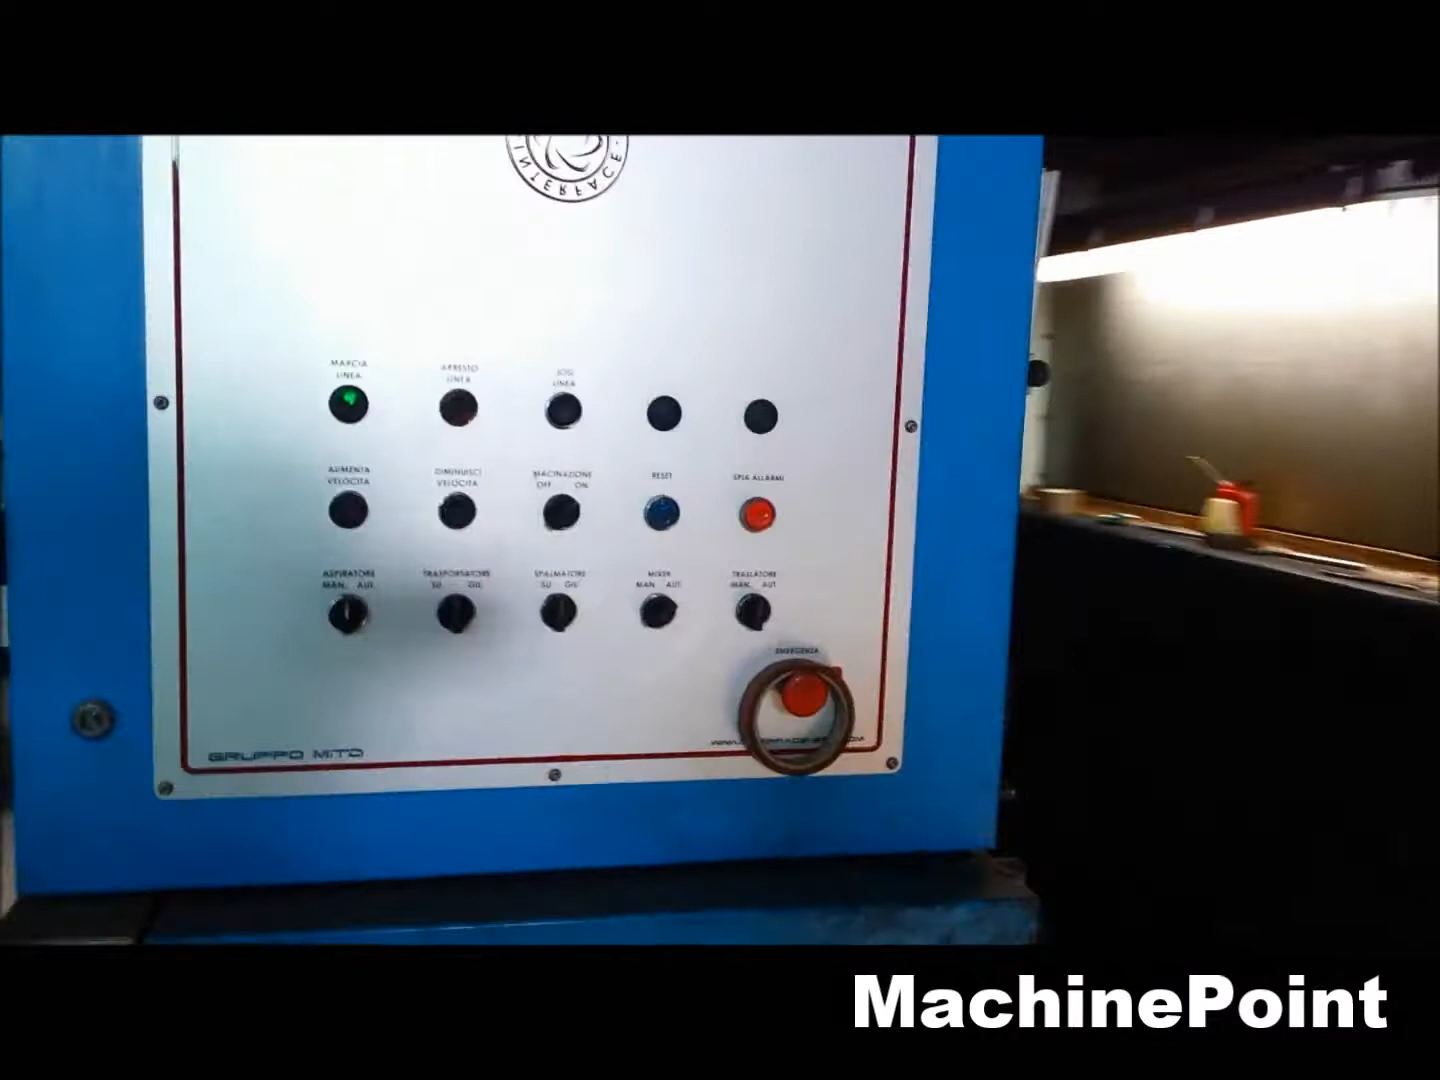 INTERFACE
MARCIA
LINEA
ARRESTO
LINEA
JOG
LINEA
AUMENTA
VELOCITA
DIMINUISCI
VELOCITA
MACINAZIONE
OFF ON
RESET
SPIA ALLARMI
ASPIRATORE
MAN. AUT.
TRASPORTATORE
SU GIU
SPALMATORE
SU GIU
MIXER
MAN AUT
TRASLATORE
MAN. AUT
EMERGENZA
GRUPPO MITO
MachinePoint